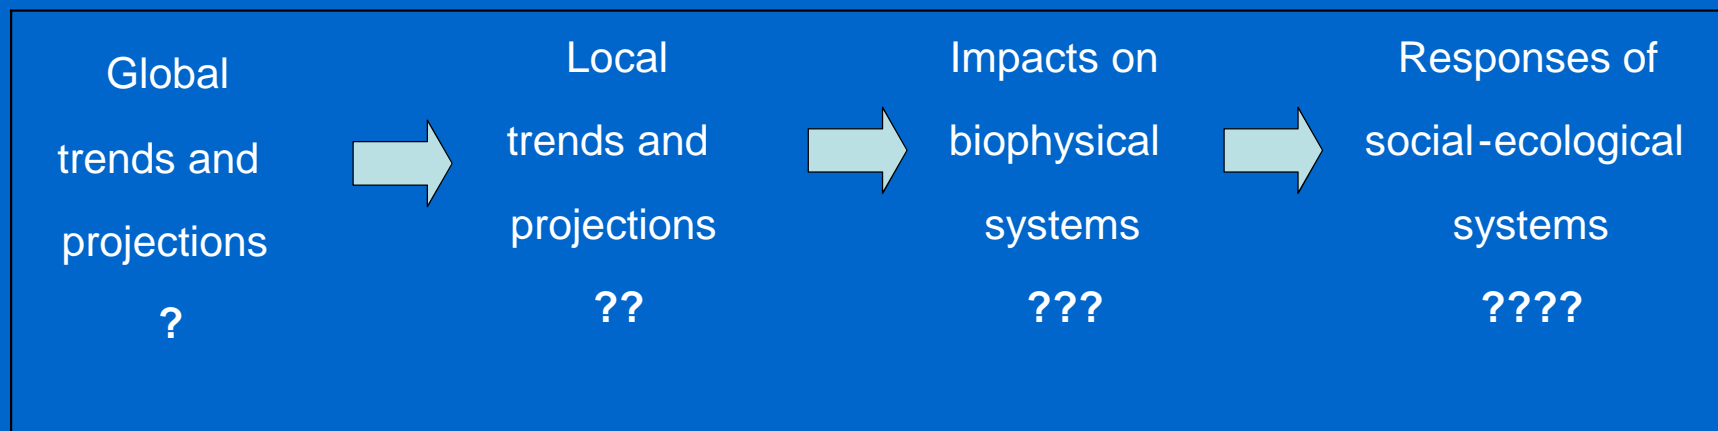 Global
trends and
projections
?
Local
trends and
projections
??
Impacts on
biophysical
systems
???
Responses of
social-ecological
systems
????